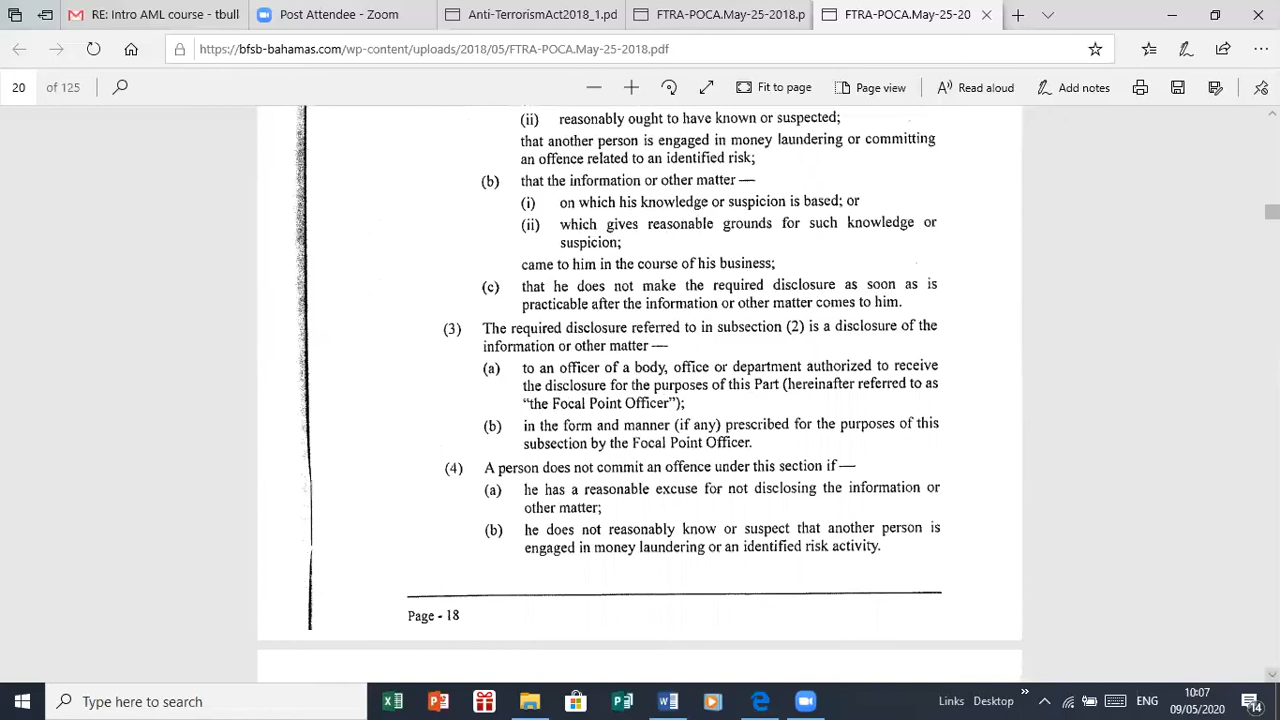 RE: Intro AML course - tbull
Post Attendee - Zoom
Anti-TerrorismAct2018_1.pd
FTRA-POCA.May-25-2018.p
FTRA-POCA.May-25-20
https://bfsb-bahamas.com/wp-content/uploads/2018/05/FTRA-POCA.May-25-2018.pdf
20 of 125
Fit to page
Page view
Read aloud
Add notes
(ii) reasonably ought to have known or suspected;
that another person is engaged in money laundering or committing
an offence related to an identified risk;
(b) that the information or other matter —
(i) on which his knowledge or suspicion is based; or
(ii) which gives reasonable grounds for such knowledge or
suspicion;
came to him in the course of his business;
(c) that he does not make the required disclosure as soon as is
practicable after the information or other matter comes to him.
(3) The required disclosure referred to in subsection (2) is a disclosure of the
information or other matter —
(a) to an officer of a body, office or department authorized to receive
the disclosure for the purposes of this Part (hereinafter referred to as
“the Focal Point Officer”);
(b) in the form and manner (if any) prescribed for the purposes of this
subsection by the Focal Point Officer.
(4) A person does not commit an offence under this section if —
(a) he has a reasonable excuse for not disclosing the information or
other matter;
(b) he does not reasonably know or suspect that another person is
engaged in money laundering or an identified risk activity.
Page - 18
Type here to search
Links
Desktop
ENG
10:07
09/05/2020
14